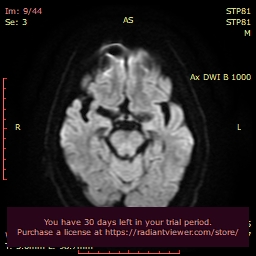 Im: 9/44
Se: 3
AS
STP81
STP81
M
Ax DWI B 1000
R
L
You have 30 days left in your trial period.
Purchase a license at https://radiantviewer.com/store/